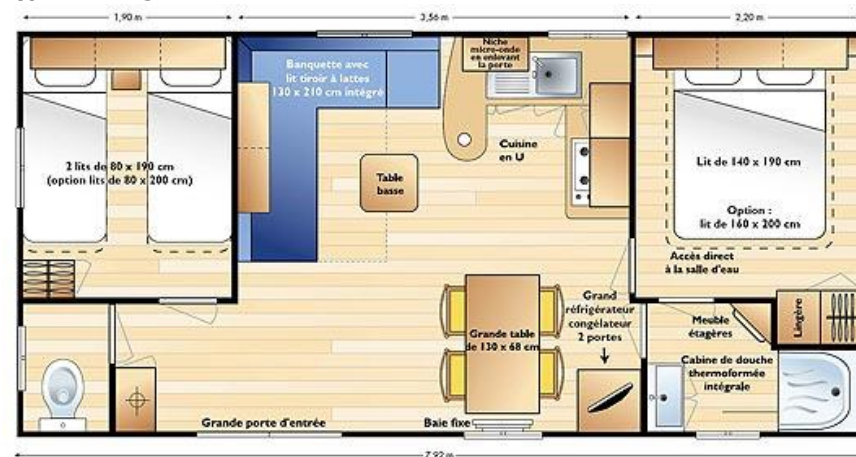 1,90 m
3,56 m
2,20 m
Niche
micro-onde
en enlevant
la porte
Banquette avec
lit tiroir à lattes
130 x 210 cm intégré
Cuisine
en U
2 lits de 80 x 190 cm
(option lits de 80 x 200 cm)
Table
basse
Lit de 140 x 190 cm
Option :
lit de 160 x 200 cm
Accès direct
à la salle d'eau
Grand
réfrigérateur
congélateur
2 portes
Meuble
étagères
Lingère
Grande table
de 130 x 68 cm
Cabine de douche
thermoformée
intégrale
Grande porte d'entrée
Baie fixe
7,92 m